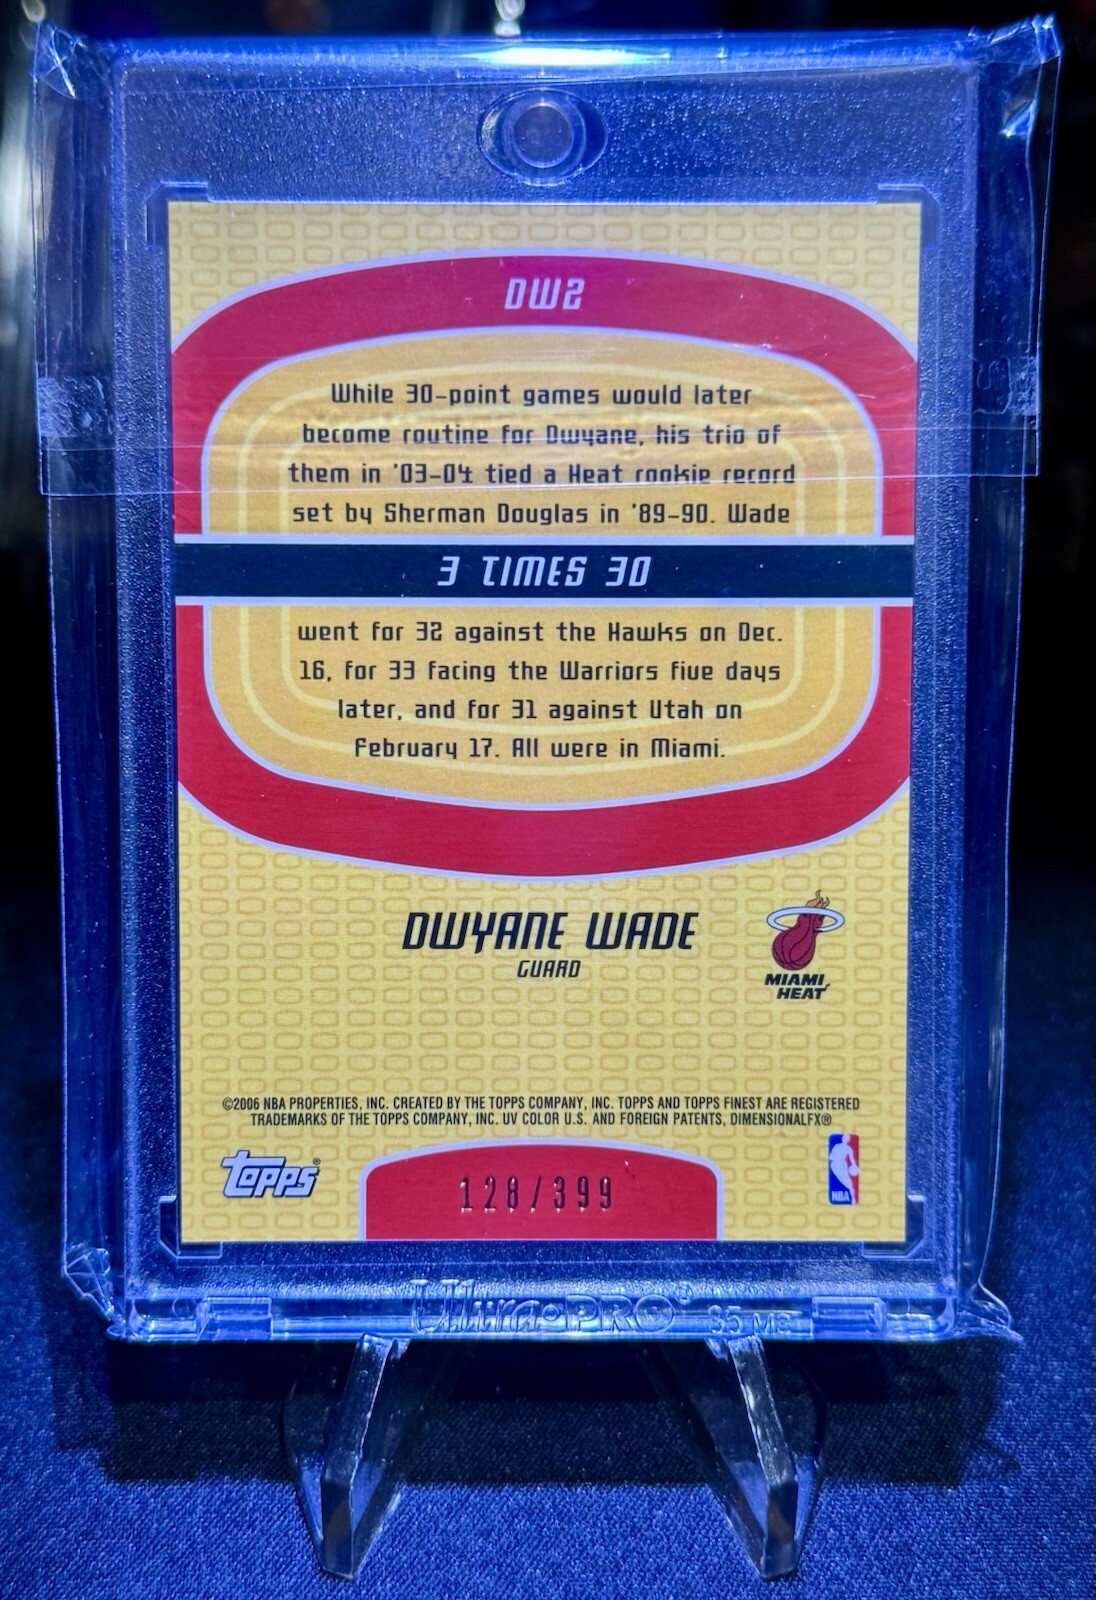 DW2
While 30-point games would later
become routine for Dwyane, his trio of
them in '03-04 tied a Heat rookie record
set by Sherman Douglas in '89-90. Wade
3 TIMES 30
went for 32 against the Hawks on Dec.
16, for 33 facing the Warriors five days
later, and for 31 against Utah on
February 17. All were in Miami.
DWYANE WADE
GUARD
MIAMI
HEAT
©2006 NBA PROPERTIES, INC. CREATED BY THE TOPPS COMPANY, INC. TOPPS AND TOPPS FINEST ARE REGISTERED
TRADEMARKS OF THE TOPPS COMPANY, INC. UV COLOR U.S. AND FOREIGN PATENTS, DIMENSIONALFX®
Topps®
128/399
NBA
Ultra·PRO®